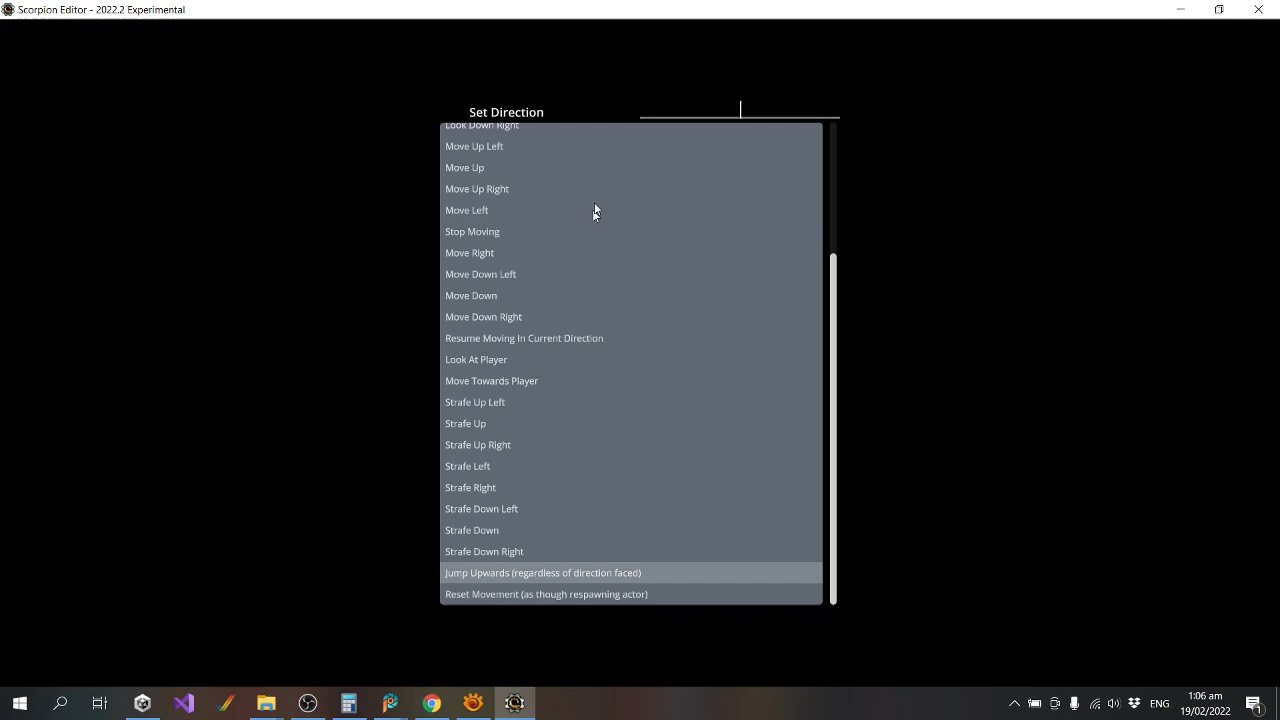 Scorpion Editor - 2022.2 Experimental
Set Direction
Look Down Right
Move Up Left
Move Up
Move Up Right
Move Left
Stop Moving
Move Right
Move Down Left
Move Down
Move Down Right
Resume Moving In Current Direction
Look At Player
Move Towards Player
Strafe Up Left
Strafe Up
Strafe Up Right
Strafe Left
Strafe Right
Strafe Down Left
Strafe Down
Strafe Down Right
Jump Upwards (regardless of direction faced)
Reset Movement (as though respawning actor)
ENG
1:06 am
19/02/2022
1